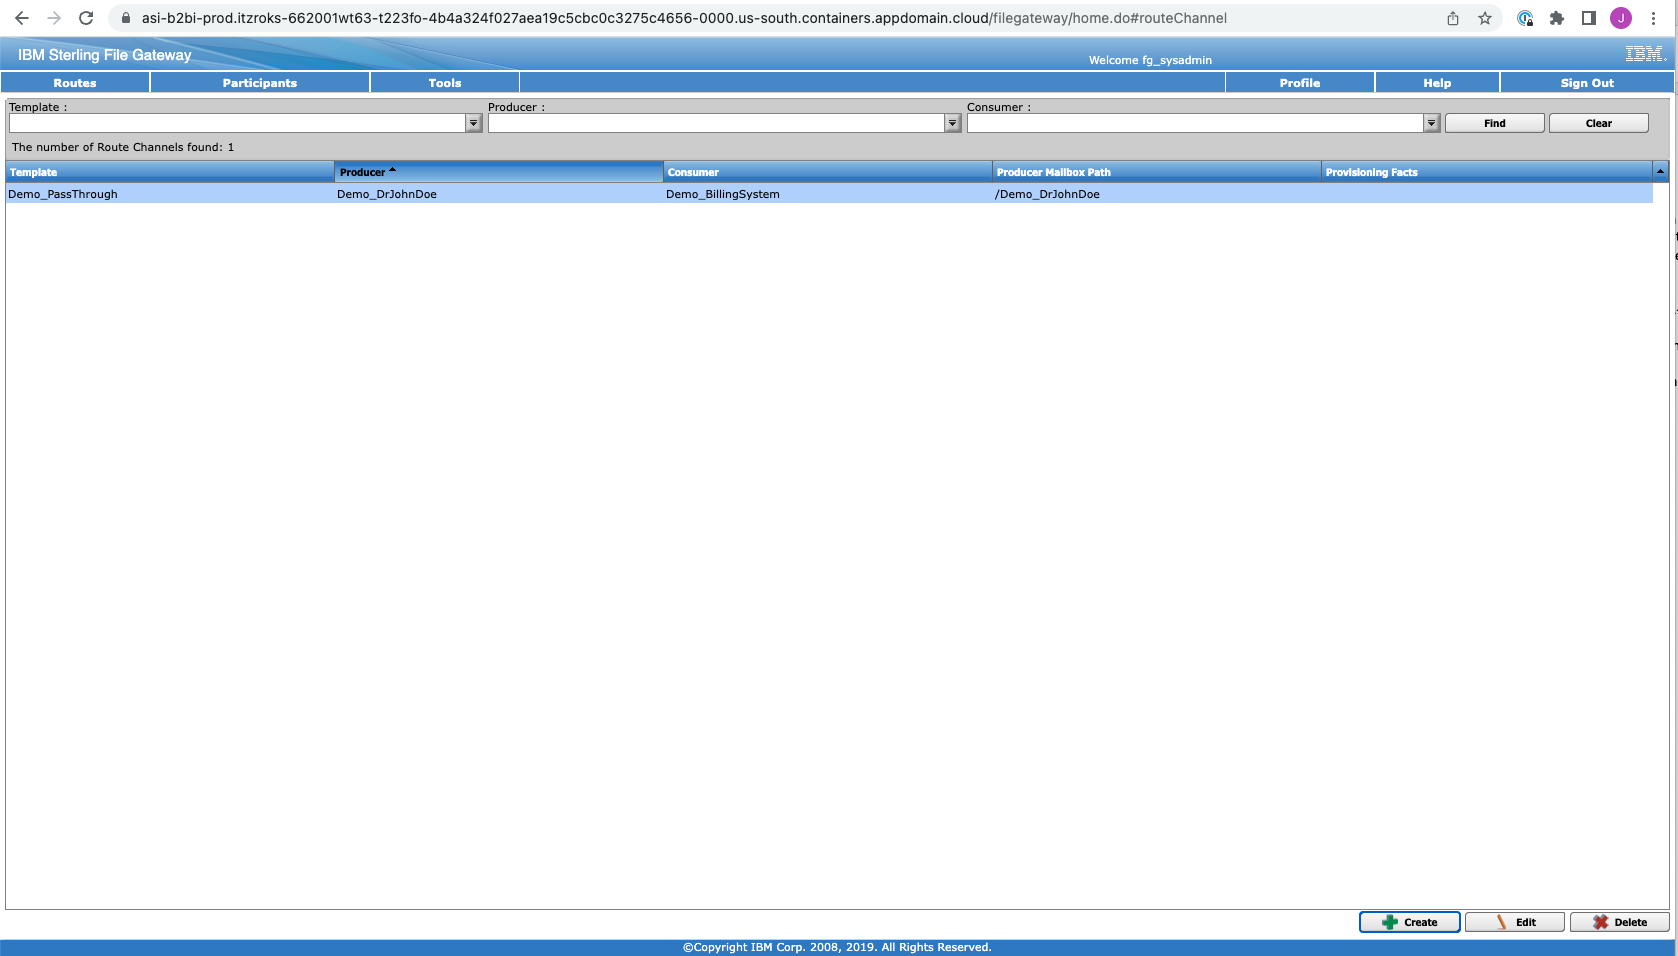 asi-b2bi-prod.itzroks-662001wt63-t223fo-4b4a324f027aea19c5cbc0c3275c4656-0000.us-south.containers.appdomain.cloud/filegateway/home.do#routeChannel J
IBM Sterling File Gateway Welcome fg_sysadmin IBM
Routes Participants Tools Profile Help Sign Out
Template : Producer : Consumer :
Find Clear
The number of Route Channels found: 1
Template Producer Consumer Producer Mailbox Path Provisioning Facts
Demo_PassThrough Demo_DrJohnDoe Demo_BillingSystem /Demo_DrJohnDoe
Create Edit Delete
©Copyright IBM Corp. 2008, 2019. All Rights Reserved.